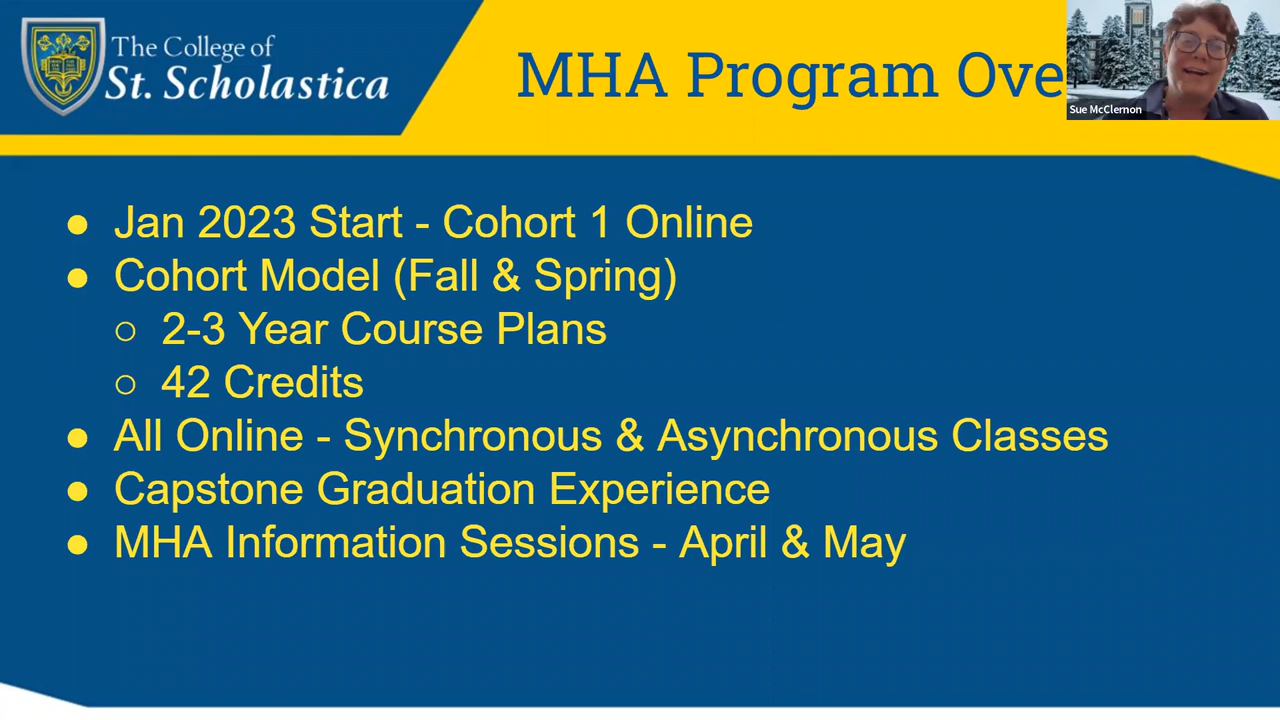 The College of
St. Scholastica
MHA Program Ove
Sue McClernon
● Jan 2023 Start - Cohort 1 Online
● Cohort Model (Fall & Spring)
○ 2-3 Year Course Plans
○ 42 Credits
● All Online - Synchronous & Asynchronous Classes
● Capstone Graduation Experience
● MHA Information Sessions - April & May